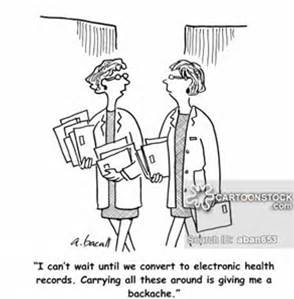 a.bacall
CARTOONSTOCK
.com
Search ID: aban853
"I can't wait until we convert to electronic health
records. Carrying all these around is giving me a
backache."